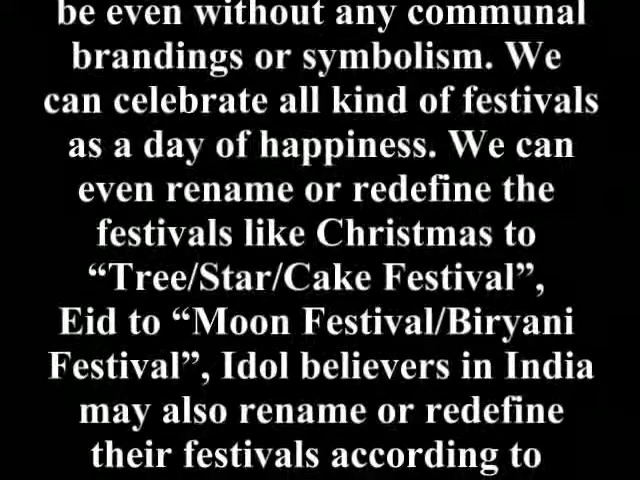 be even without any communal
brandings or symbolism. We
can celebrate all kind of festivals
as a day of happiness. We can
even rename or redefine the
festivals like Christmas to
“Tree/Star/Cake Festival”,
Eid to “Moon Festival/Biryani
Festival”, Idol believers in India
may also rename or redefine
their festivals according to